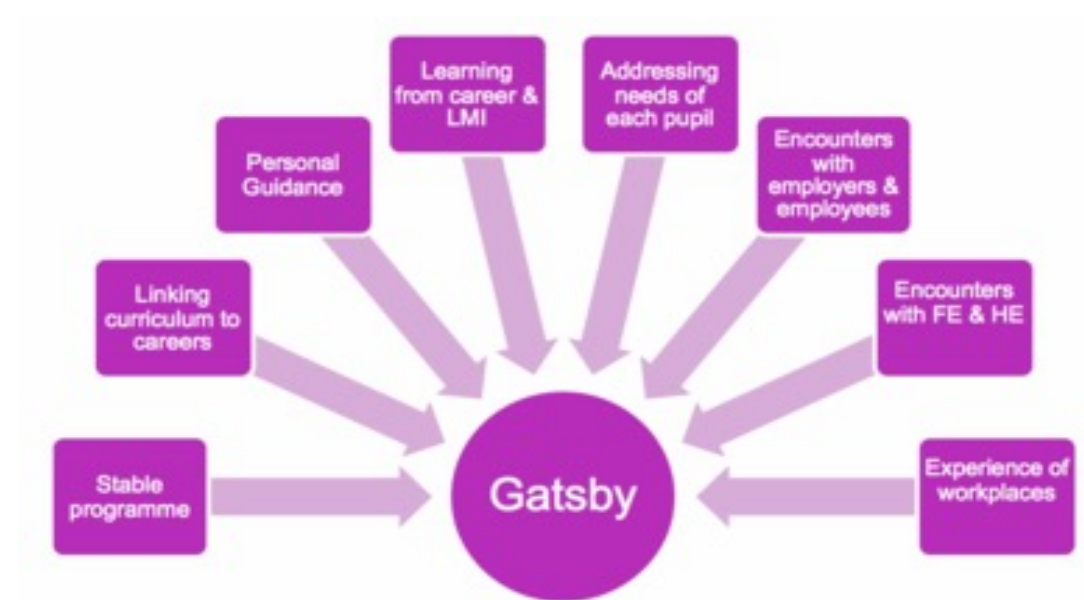 Learning
from career &
LMI
Addressing
needs of
each pupil
Personal
Guidance
Encounters
with
employers &
employees
Linking
curriculum to
careers
Encounters
with FE & HE
Stable
programme
Gatsby
Experience of
workplaces